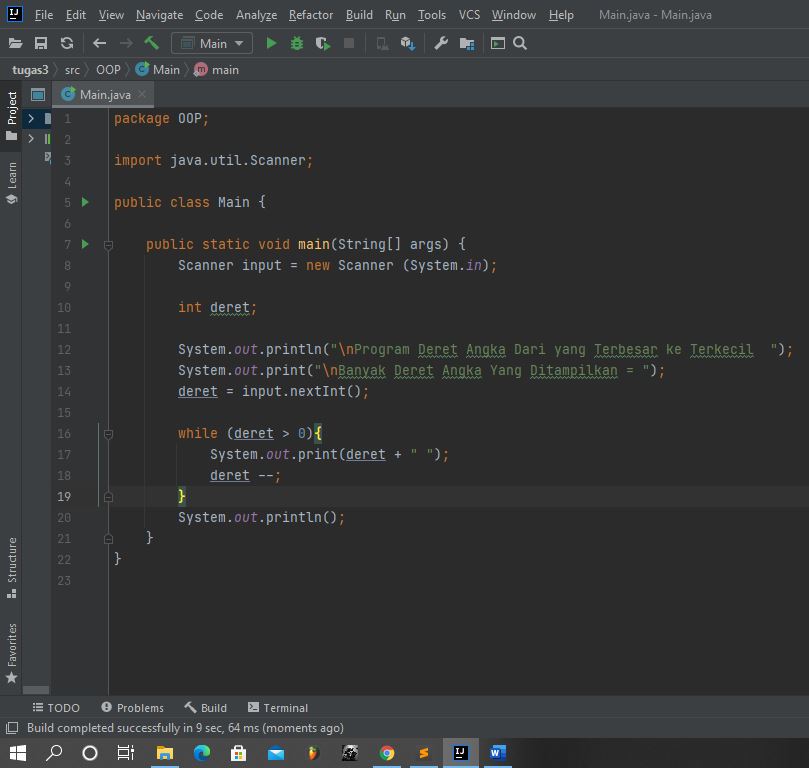 File Edit View Navigate Code Analyze Refactor Build Run Tools VCS Window Help Main.java - Main.java
Main
tugas3 src OOP Main main
Project
Learn
Structure
Favorites
Main.java
1 package OOP;
2
3 import java.util.Scanner;
4
5 public class Main {
6
7 public static void main(String[] args) {
8 Scanner input = new Scanner (System.in);
9
10 int deret;
11
12 System.out.println("\nProgram Deret Angka Dari yang Terbesar ke Terkecil  ");
13 System.out.print("\nBanyak Deret Angka Yang Ditampilkan = ");
14 deret = input.nextInt();
15
16 while (deret > 0){
17 System.out.print(deret + " ");
18 deret --;
19 }
20 System.out.println();
21 }
22 }
23
TODO Problems Build Terminal
Build completed successfully in 9 sec, 64 ms (moments ago)